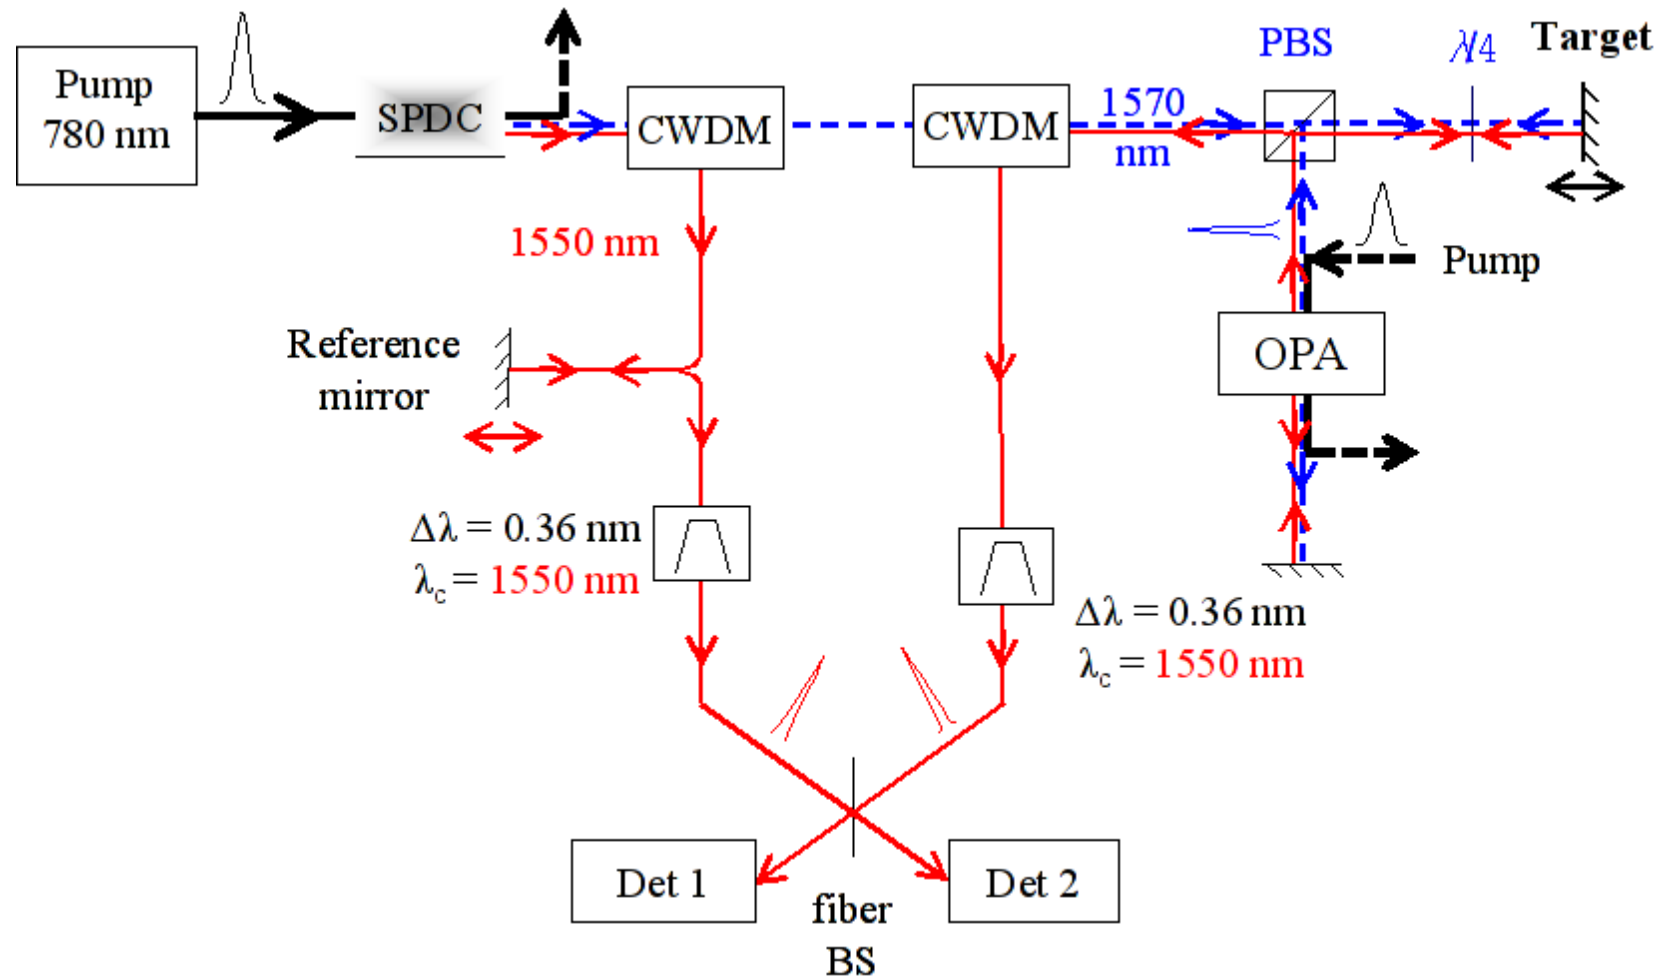 Pump
780 nm
SPDC
CWDM
CWDM
1570
nm
PBS
λ/4
Target
1550 nm
Pump
Reference
mirror
OPA
Δλ = 0.36 nm
λc = 1550 nm
Δλ = 0.36 nm
λc = 1550 nm
Det 1
fiber
BS
Det 2